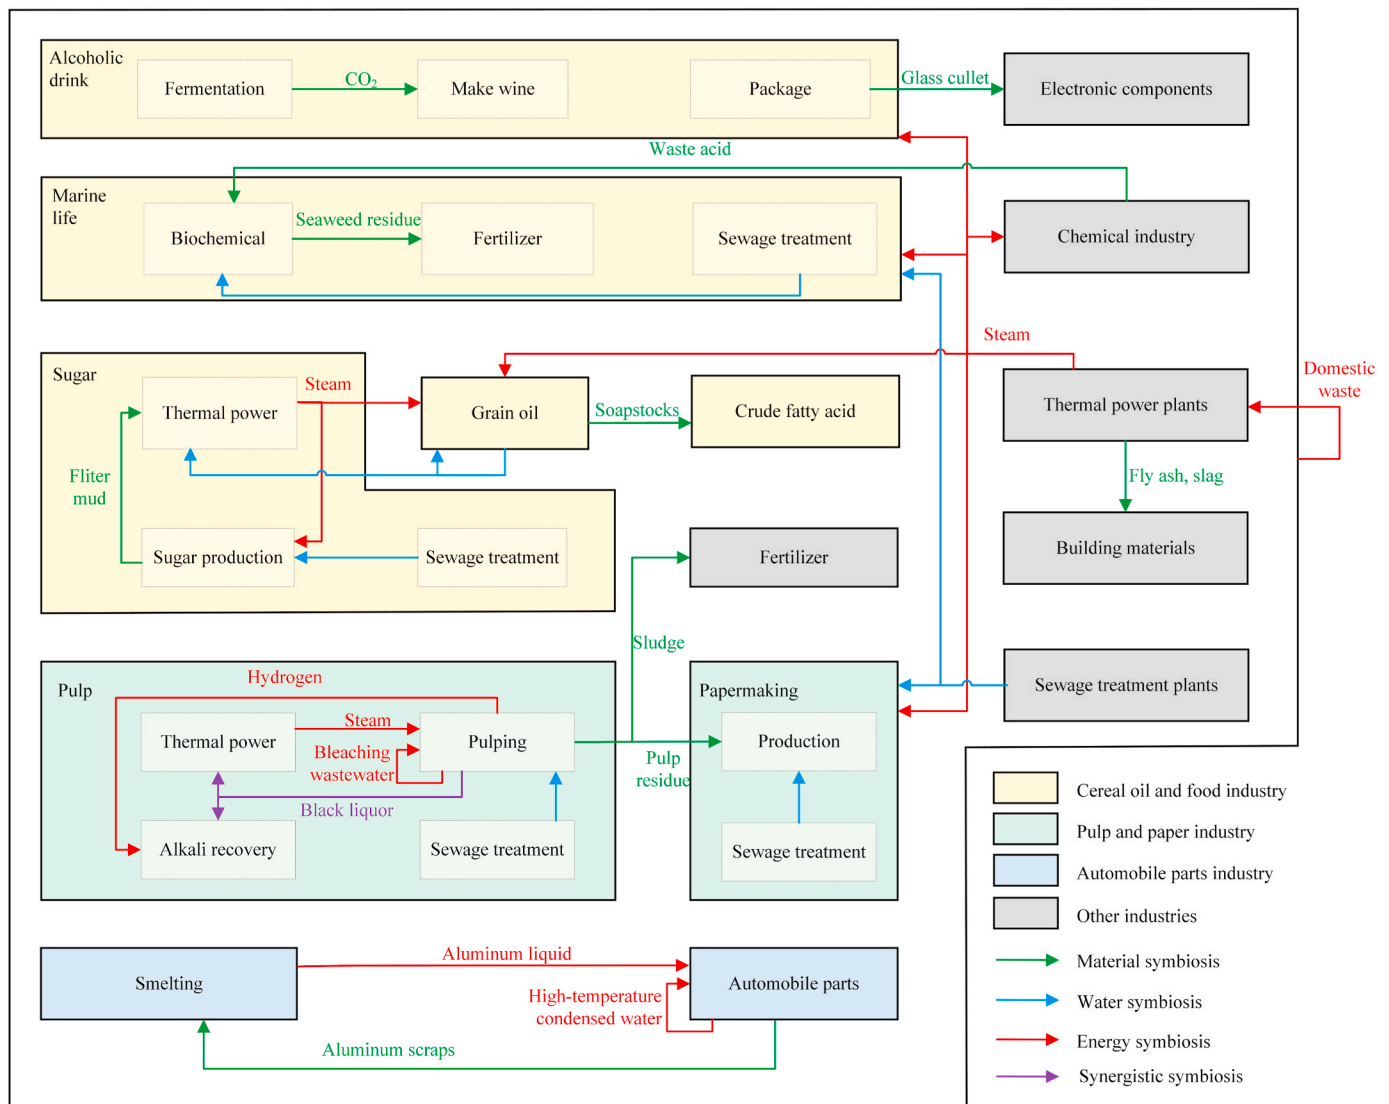 Alcoholic
drink
Fermentation
CO₂
Make wine
Package
Glass cullet
Electronic components
Waste acid
Marine
life
Biochemical
Seaweed residue
Fertilizer
Sewage treatment
Chemical industry
Steam
Domestic
waste
Sugar
Thermal power
Steam
Grain oil
Soapstocks
Crude fatty acid
Thermal power plants
Fliter
mud
Fly ash, slag
Sugar production
Sewage treatment
Fertilizer
Building materials
Sludge
Pulp
Hydrogen
Papermaking
Sewage treatment plants
Thermal power
Steam
Pulping
Bleaching
wastewater
Pulp
residue
Production
Black liquor
Alkali recovery
Sewage treatment
Sewage treatment
Smelting
Aluminum liquid
Automobile parts
High-temperature
condensed water
Aluminum scraps
Cereal oil and food industry
Pulp and paper industry
Automobile parts industry
Other industries
Material symbiosis
Water symbiosis
Energy symbiosis
Synergistic symbiosis